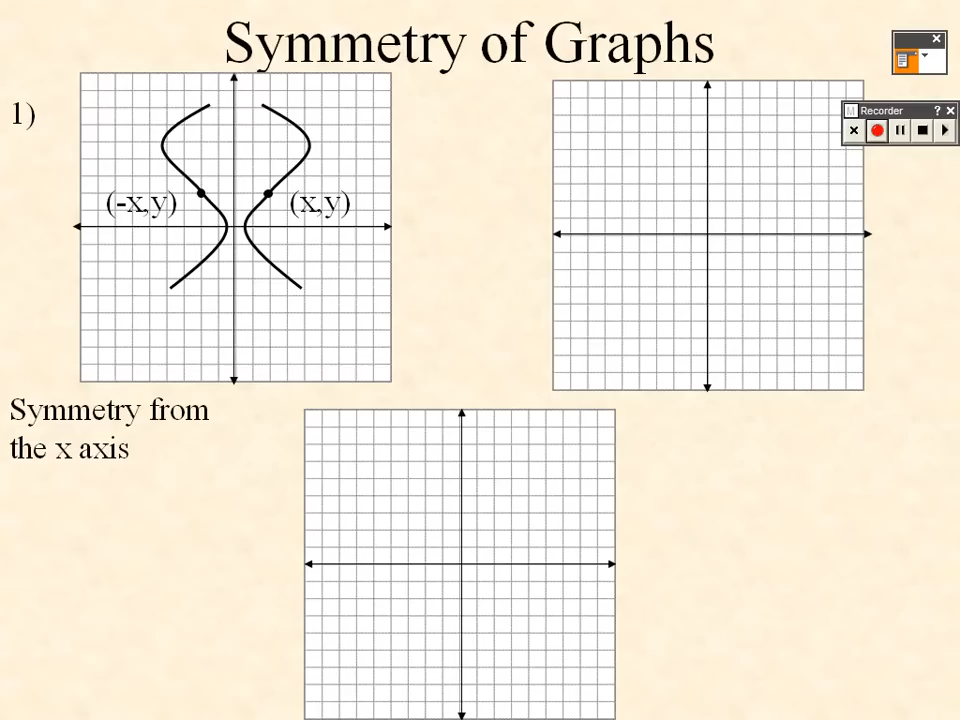 Symmetry of Graphs
1)
(-x,y)
(x,y)
Symmetry from
the x axis
M Recorder ?